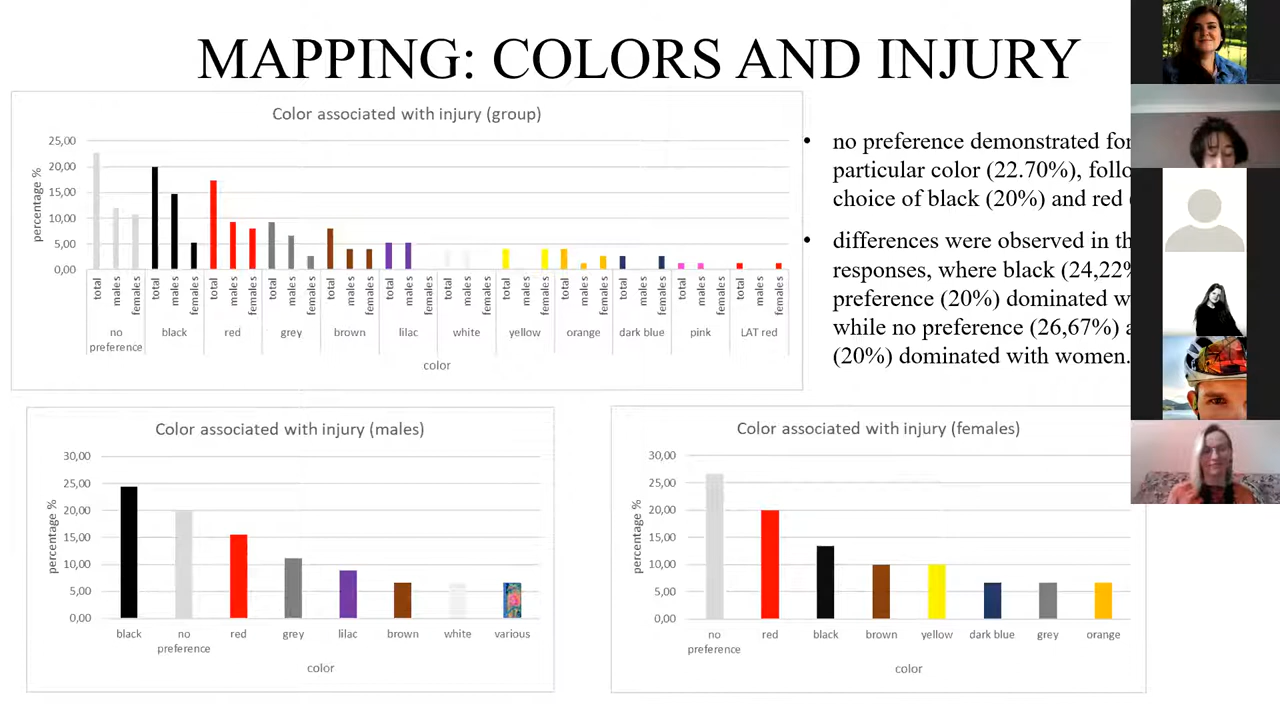 MAPPING: COLORS AND INJURY
Color associated with injury (group)
percentage %
25,00
20,00
15,00
10,00
5,00
0,00
total males females total males females total males females total males females total males females total males females total males females total males females total males females total males females total males females total males females
no preference black red grey brown lilac white yellow orange dark blue pink LAT red
color
no preference demonstrated for
particular color (22.70%), follo
choice of black (20%) and red
differences were observed in th
responses, where black (24,22%
preference (20%) dominated w
while no preference (26,67%) a
(20%) dominated with women.
Color associated with injury (males)
percentage %
30,00
25,00
20,00
15,00
10,00
5,00
0,00
black no preference red grey lilac brown white various
color
Color associated with injury (females)
percentage %
30,00
25,00
20,00
15,00
10,00
5,00
0,00
no preference red black brown yellow dark blue grey orange
color